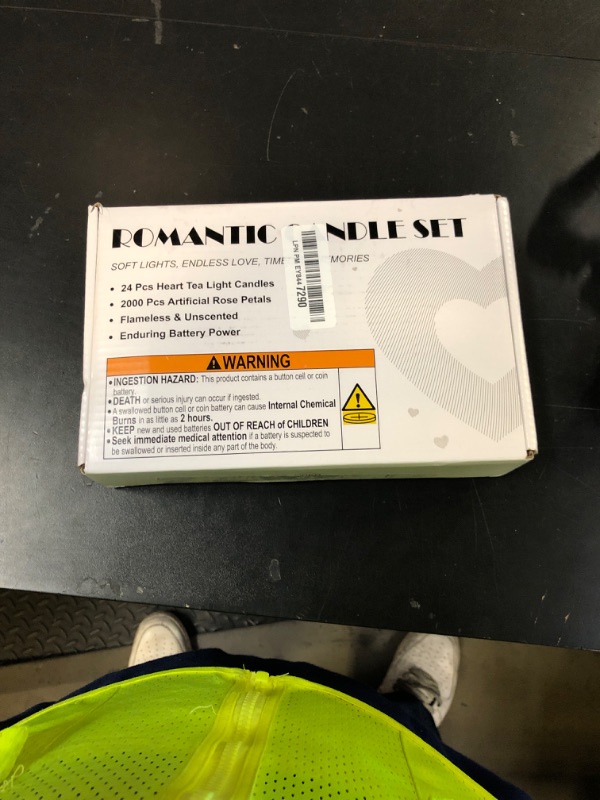 ROMANTIC NDLE SET
SOFT LIGHTS, ENDLESS LOVE, MORIES
LPN PM EY944 7290
• 24 Pcs Heart Tea Light Candles
• 2000 Pcs Artificial Rose Petals
• Flameless & Unscented
• Enduring Battery Power
WARNING
• INGESTION HAZARD: This product contains a button cell or coin
battery.
• DEATH or serious injury can occur if ingested.
• A swallowed button cell or coin battery can cause Internal Chemical
Burns in as little as 2 hours.
• KEEP new and used batteries OUT OF REACH of CHILDREN
• Seek immediate medical attention if a battery is suspected to
be swallowed or inserted inside any part of the body.